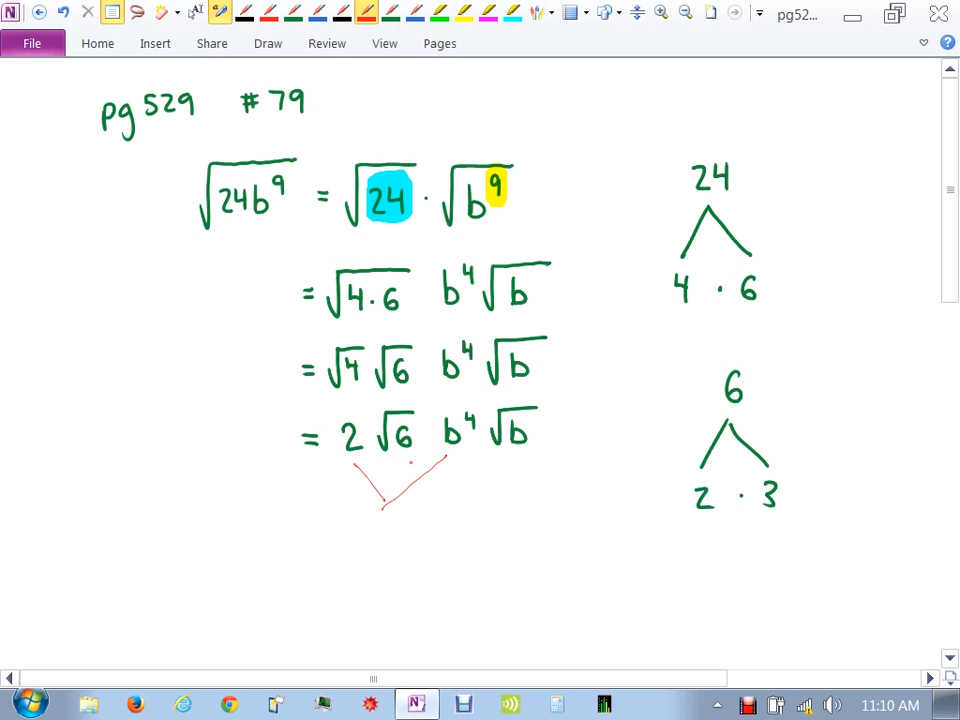 pg52...
File Home Insert Share Draw Review View Pages
pg 529 # 79
√24b⁹ = √24 · √b⁹
= √4·6 b⁴ √b
= √4 √6 b⁴ √b
= 2 √6 b⁴ √b
24
4 · 6
6
2 · 3
11:10 AM